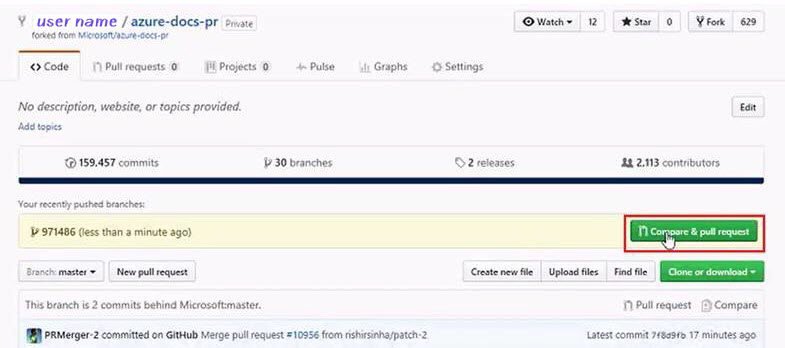 user name / azure-docs-pr Private Watch 12 Star 0 Fork 629
forked from Microsoft/azure-docs-pr
Code Pull requests 0 Projects 0 Pulse Graphs Settings
No description, website, or topics provided. Edit
Add topics
159,457 commits 30 branches 2 releases 2,113 contributors
Your recently pushed branches:
971486 (less than a minute ago) Compare & pull request
Branch: master New pull request Create new file Upload files Find file Clone or download
This branch is 2 commits behind Microsoft:master. Pull request Compare
PRMerger-2 committed on GitHub Merge pull request #10956 from rishirsinha/patch-2 Latest commit 7f8d9fb 17 minutes ago